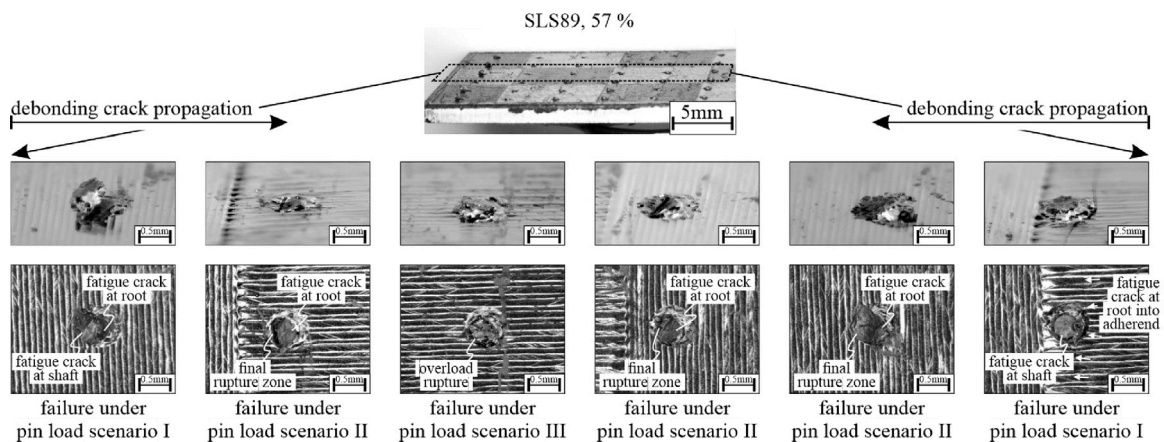 SLS89, 57 %
debonding crack propagation
debonding crack propagation
5mm
0.5mm
0.5mm
0.5mm
0.5mm
0.5mm
0.5mm
fatigue crack
at root
fatigue crack
at shaft
0.5mm
fatigue crack
at root
final
rupture zone
0.5mm
fatigue crack
at root
overload
rupture
0.5mm
fatigue crack
at root
final
rupture zone
0.5mm
fatigue crack
at root
final
rupture zone
0.5mm
fatigue
crack at
root into
adherend
fatigue crack
at shaft
0.5mm
failure under
pin load scenario I
failure under
pin load scenario II
failure under
pin load scenario III
failure under
pin load scenario II
failure under
pin load scenario II
failure under
pin load scenario I